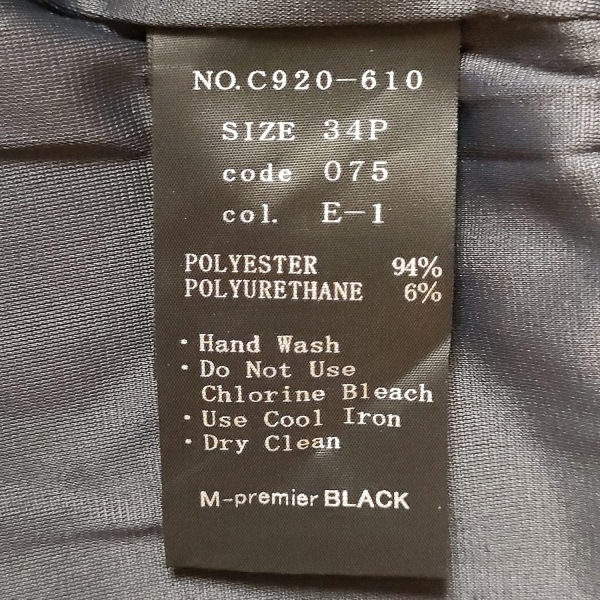 NO.C920-610
SIZE 34P
code 075
col. E-1
POLYESTER 94%
POLYURETHANE 6%
・Hand Wash
・Do Not Use
Chlorine Bleach
・Use Cool Iron
・Dry Clean
M-premier BLACK